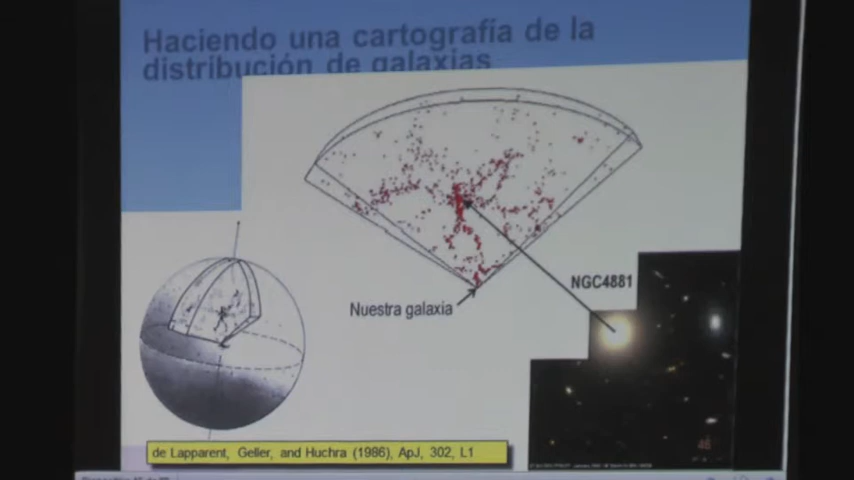 Haciendo una cartografía de la
distribución de galaxias
NGC4881
Nuestra galaxia
de Lapparent, Geller, and Huchra (1986), ApJ, 302, L1